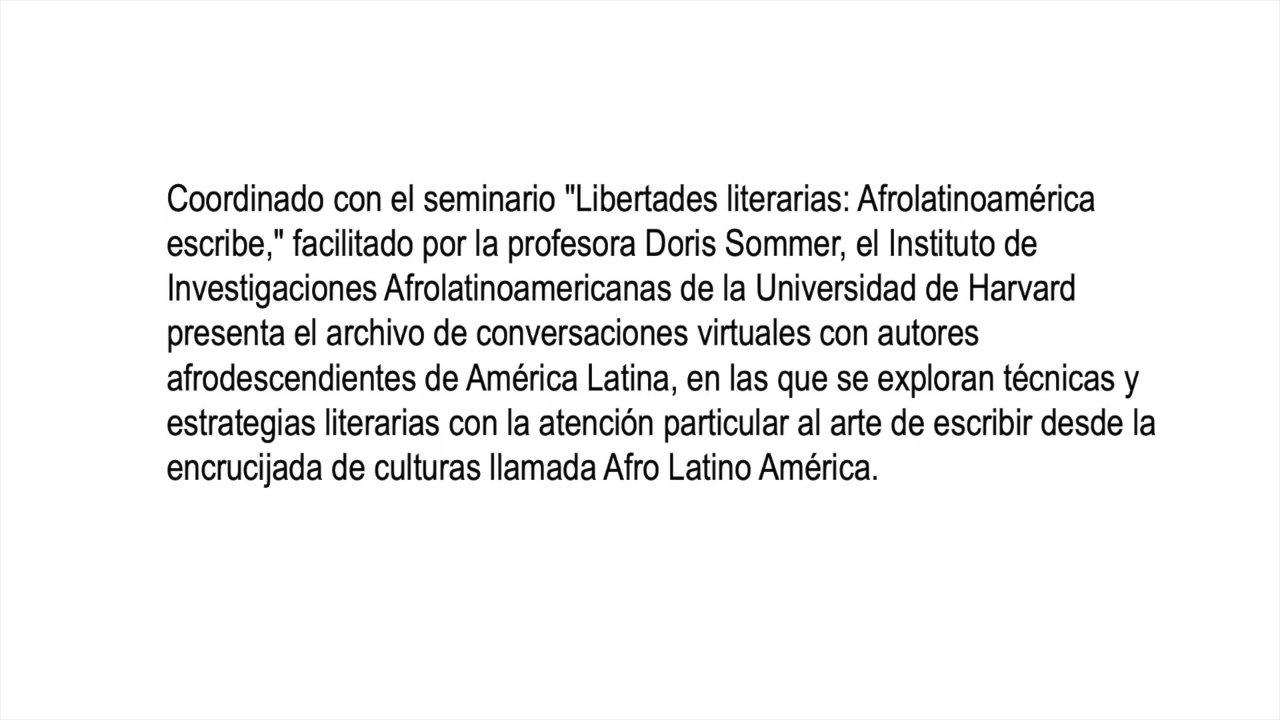 Coordinado con el seminario "Libertades literarias: Afrolatinoamérica
escribe," facilitado por la profesora Doris Sommer, el Instituto de
Investigaciones Afrolatinoamericanas de la Universidad de Harvard
presenta el archivo de conversaciones virtuales con autores
afrodescendientes de América Latina, en las que se exploran técnicas y
estrategias literarias con la atención particular al arte de escribir desde la
encrucijada de culturas llamada Afro Latino América.